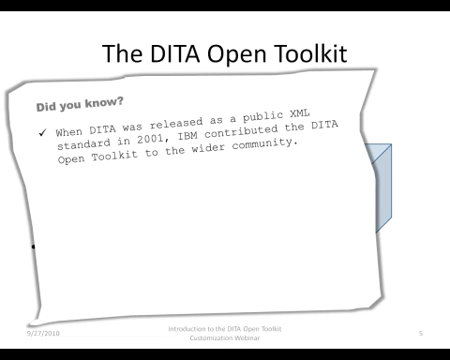 The DITA Open Toolkit
Did you know?
✓ When DITA was released as a public XML
standard in 2001, IBM contributed the DITA
Open Toolkit to the wider community.
9/27/2010
Introduction to the DITA Open Toolkit
Customization Webinar
5